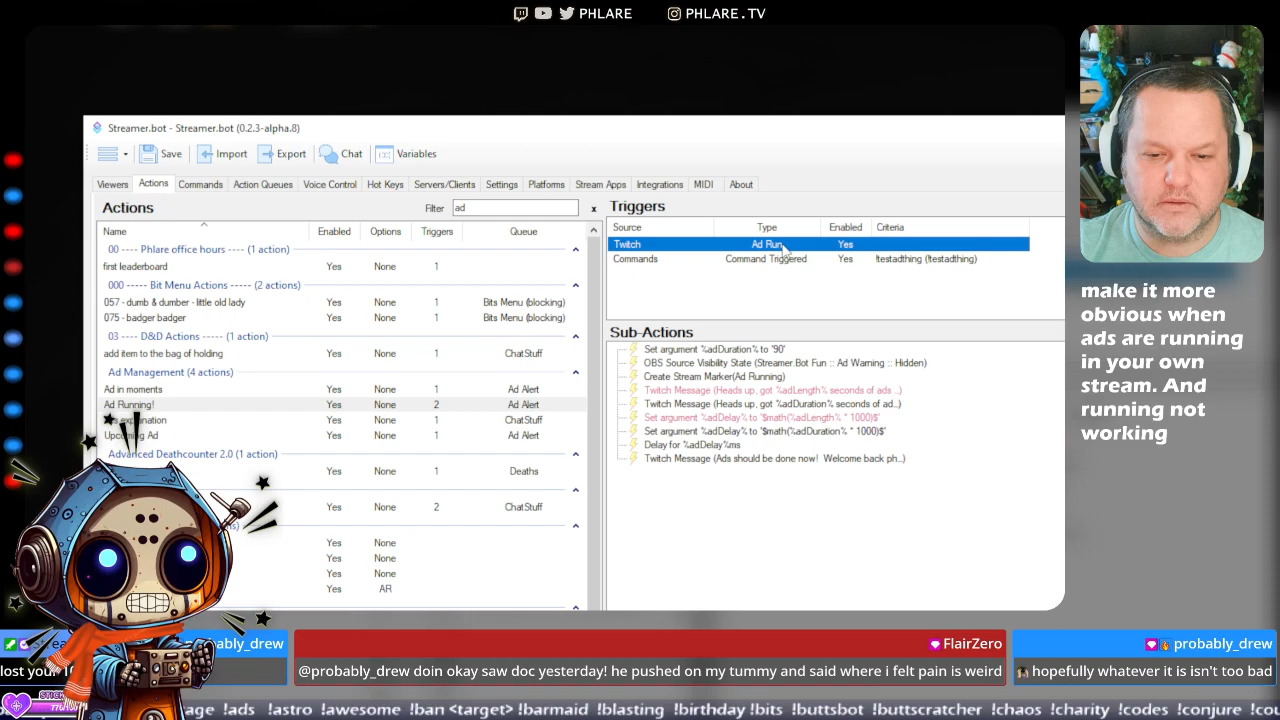 PHLARE PHLARE.TV
Streamer.bot - Streamer.bot (0.2.3-alpha.8)
Save Import Export Chat Variables
Viewers Actions Commands Action Queues Voice Control Hot Keys Servers/Clients Settings Platforms Stream Apps Integrations MIDI About
Actions Filter ad x
Name Enabled Options Triggers Queue
00 ---- Phlare office hours ---- (1 action)
first leaderboard Yes None 1
000 ---- Bit Menu Actions ---- (2 actions)
057 - dumb & dumber - little old lady Yes None 1 Bits Menu (blocking)
075 - badger badger Yes None 1 Bits Menu (blocking)
03 ---- D&D Actions ---- (1 action)
add item to the bag of holding Yes None 1 ChatStuff
Ad Management (4 actions)
Ad in moments Yes None 1 Ad Alert
Ad Running! Yes None 2 Ad Alert
explanation Yes None 1 ChatStuff
Upcoming Ad Yes None 1 Ad Alert
Advanced Deathcounter 2.0 (1 action)
Yes None 1 Deaths
Yes None 2 ChatStuff
Yes None
Yes None
Yes None
Yes AR
Triggers
Source Type Enabled Criteria
Twitch Ad Run Yes
Commands Command Triggered Yes !testadthing (!testadthing)
Sub-Actions
Set argument %adDuration% to '90'
OBS Source Visibility State (Streamer.Bot Fun :: Ad Warning :: Hidden)
Create Stream Marker(Ad Running)
Twitch Message (Heads up, got %adLength% seconds of ads ..)
Twitch Message (Heads up, got %adDuration% seconds of ad...)
Set argument %adDelay% to '$math(%adLength% * 1000)$'
Set argument %adDelay% to '$math(%adDuration% * 1000)$'
Delay for %adDelay%ms
Twitch Message (Ads should be done now! Welcome back ph...)
make it more
obvious when
ads are running
in your own
stream. And
running not
working
probably_drew
lost your
FlairZero
@probably_drew doin okay saw doc yesterday! he pushed on my tummy and said where i felt pain is weird
probably_drew
hopefully whatever it is isn't too bad
!ads !astro !awesome !ban <target> !barmaid !birthday !bits !buttsbot !buttscratcher !chaos !charity !codes !conjure